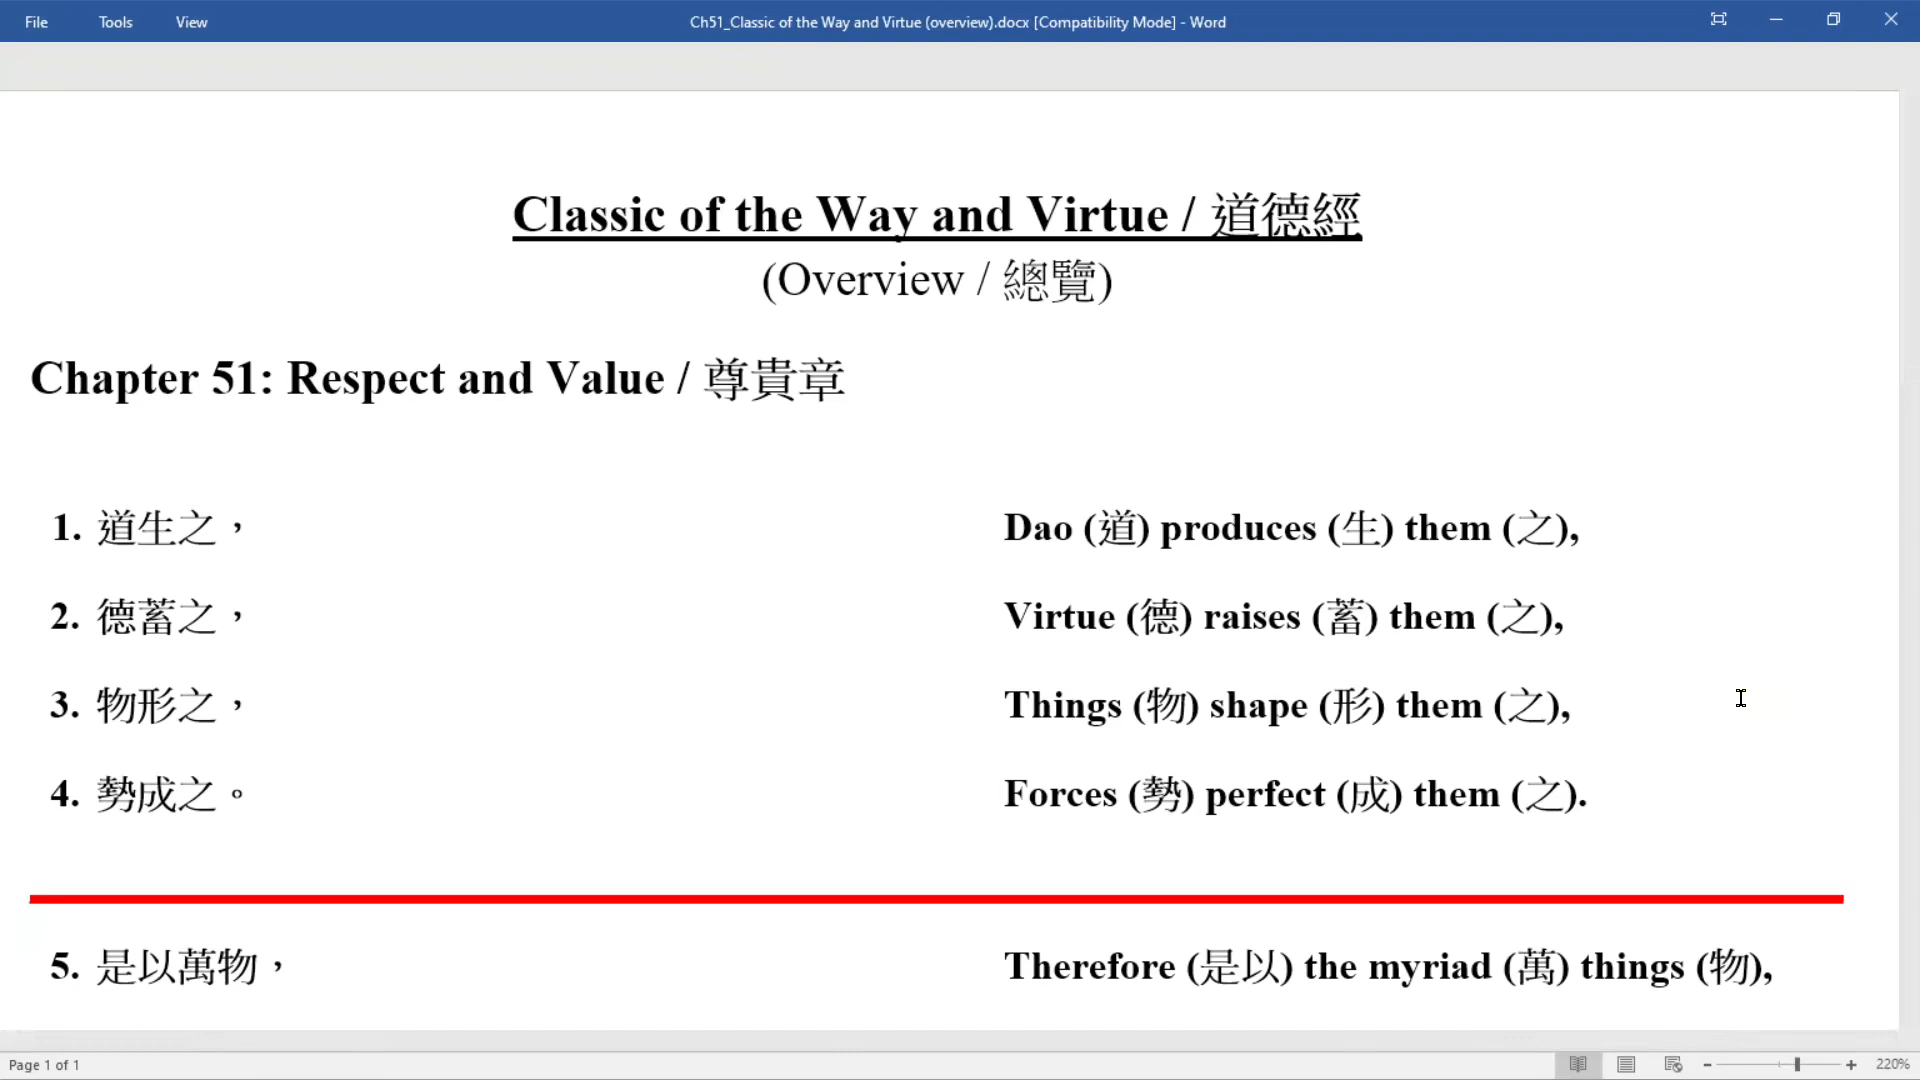 File Tools View Ch51_Classic of the Way and Virtue (overview).docx [Compatibility Mode] - Word
Classic of the Way and Virtue / 道德經
(Overview / 總覽)
Chapter 51: Respect and Value / 尊貴章
1. 道生之， Dao (道) produces (生) them (之),
2. 德蓄之， Virtue (德) raises (蓄) them (之),
3. 物形之， Things (物) shape (形) them (之),
4. 勢成之。 Forces (勢) perfect (成) them (之).
5. 是以萬物， Therefore (是以) the myriad (萬) things (物),
Page 1 of 1 220%